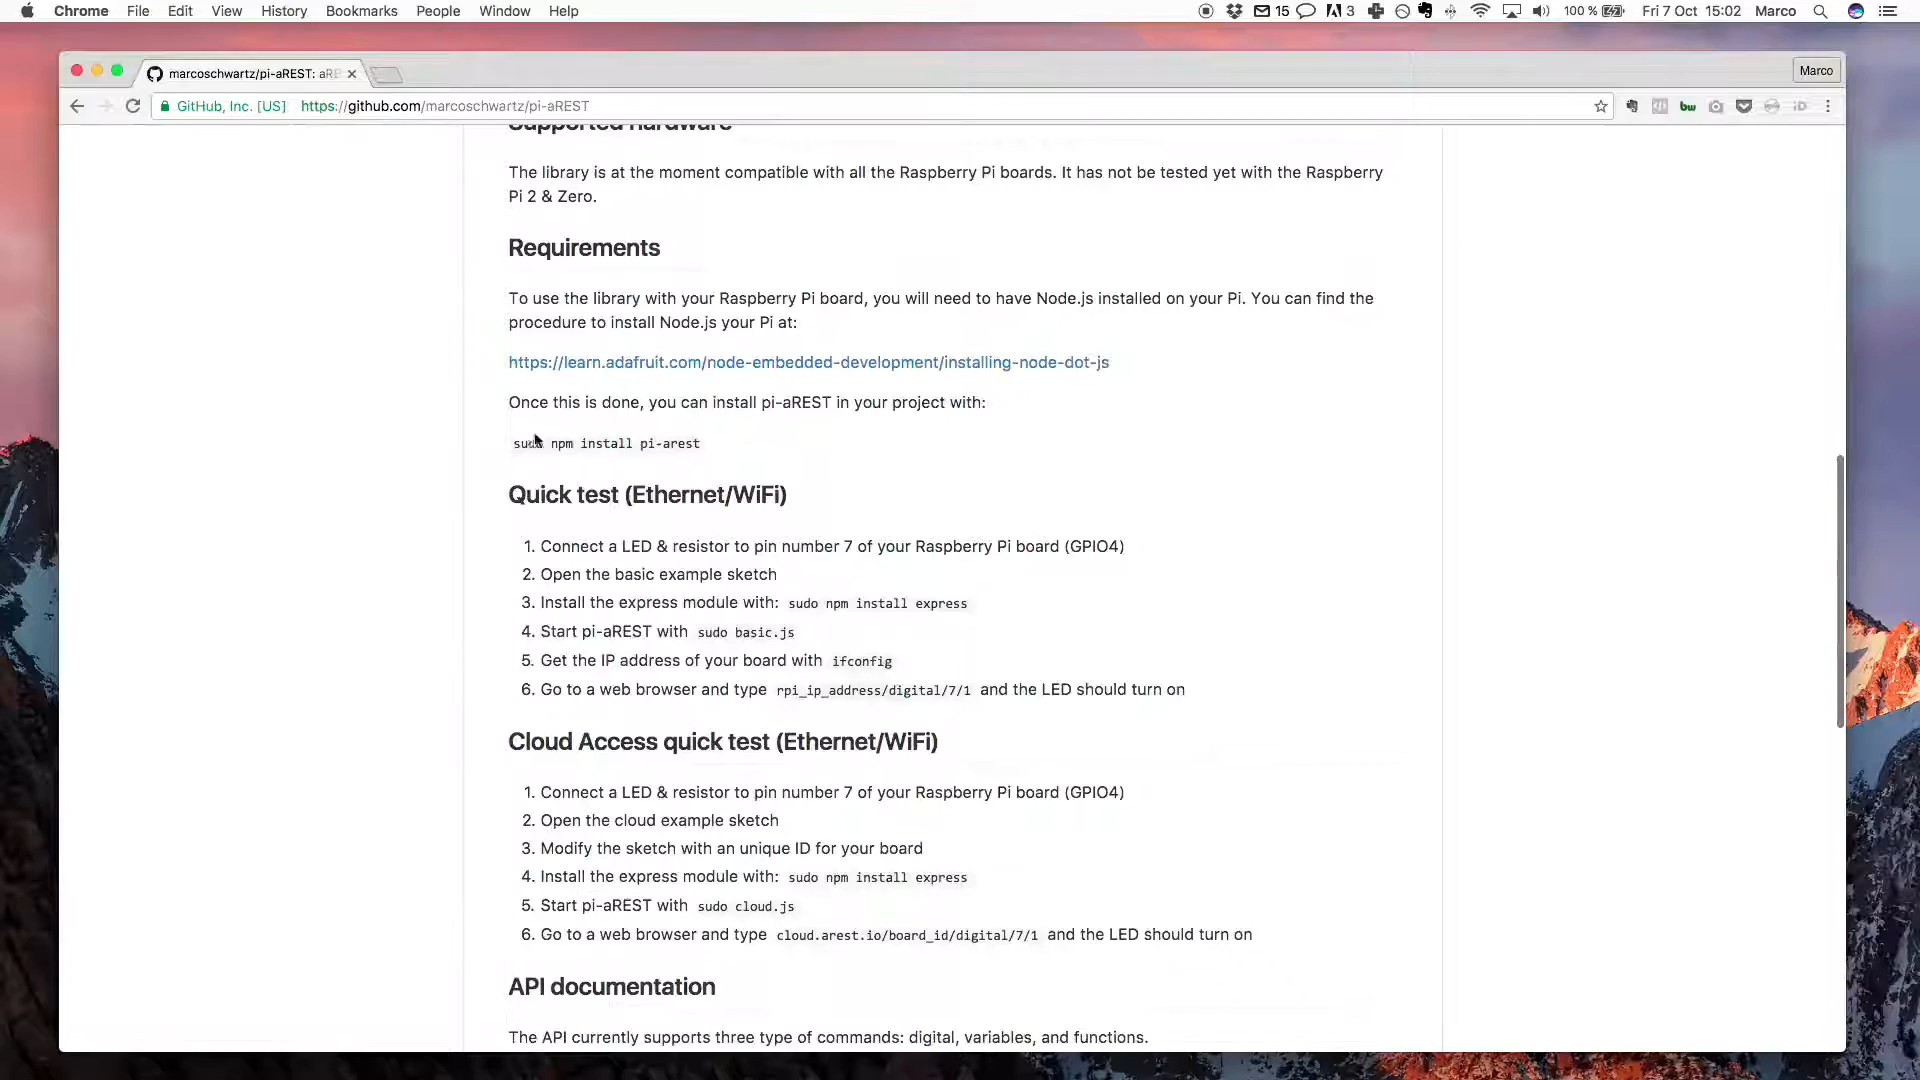 Chrome File Edit View History Bookmarks People Window Help 15 3 100 % Fri 7 Oct 15:02 Marco
marcoschwartz/pi-aREST: aRE Marco
GitHub, Inc. [US] https://github.com/marcoschwartz/pi-aREST bw iD
Supported hardware
The library is at the moment compatible with all the Raspberry Pi boards. It has not be tested yet with the Raspberry
Pi 2 & Zero.
Requirements
To use the library with your Raspberry Pi board, you will need to have Node.js installed on your Pi. You can find the
procedure to install Node.js your Pi at:
https://learn.adafruit.com/node-embedded-development/installing-node-dot-js
Once this is done, you can install pi-aREST in your project with:
sudo npm install pi-arest
Quick test (Ethernet/WiFi)
1. Connect a LED & resistor to pin number 7 of your Raspberry Pi board (GPIO4)
2. Open the basic example sketch
3. Install the express module with: sudo npm install express
4. Start pi-aREST with sudo basic.js
5. Get the IP address of your board with ifconfig
6. Go to a web browser and type rpi_ip_address/digital/7/1 and the LED should turn on
Cloud Access quick test (Ethernet/WiFi)
1. Connect a LED & resistor to pin number 7 of your Raspberry Pi board (GPIO4)
2. Open the cloud example sketch
3. Modify the sketch with an unique ID for your board
4. Install the express module with: sudo npm install express
5. Start pi-aREST with sudo cloud.js
6. Go to a web browser and type cloud.arest.io/board_id/digital/7/1 and the LED should turn on
API documentation
The API currently supports three type of commands: digital, variables, and functions.